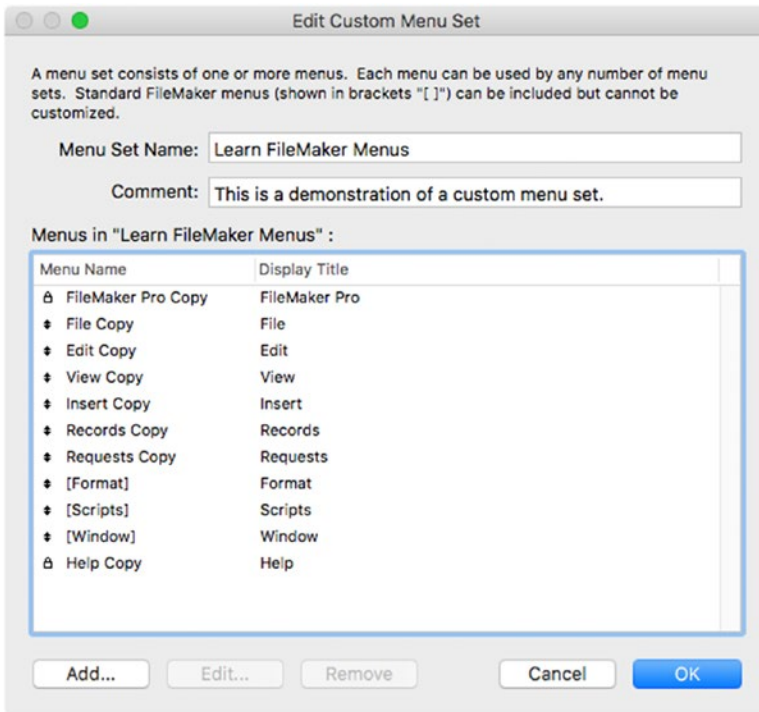 Edit Custom Menu Set
A menu set consists of one or more menus.  Each menu can be used by any number of menu
sets.  Standard FileMaker menus (shown in brackets "[ ]") can be included but cannot be
customized.
Menu Set Name: Learn FileMaker Menus
Comment: This is a demonstration of a custom menu set.
Menus in "Learn FileMaker Menus" :
Menu Name Display Title
FileMaker Pro Copy FileMaker Pro
File Copy File
Edit Copy Edit
View Copy View
Insert Copy Insert
Records Copy Records
Requests Copy Requests
[Format] Format
[Scripts] Scripts
[Window] Window
Help Copy Help
Add... Edit... Remove Cancel OK